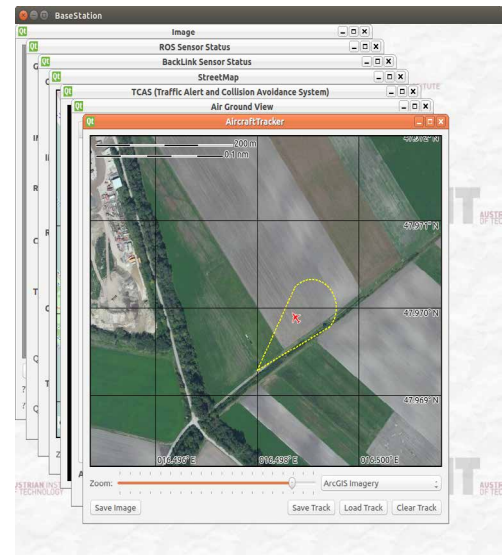 BaseStation
Image
ROS Sensor Status
BackLink Sensor Status
StreetMap
TCAS (Traffic Alert and Collision Avoidance System)
Air Ground View
AircraftTracker
200 m
0.1 nm
47.972° N
47.971° N
47.970° N
47.969° N
016.496° E
016.498° E
016.500° E
Zoom:
ArcGIS Imagery
Save Image
Save Track
Load Track
Clear Track